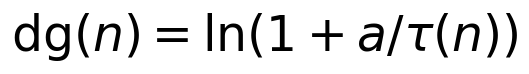 dg(n) = ln(1 + a/τ(n))